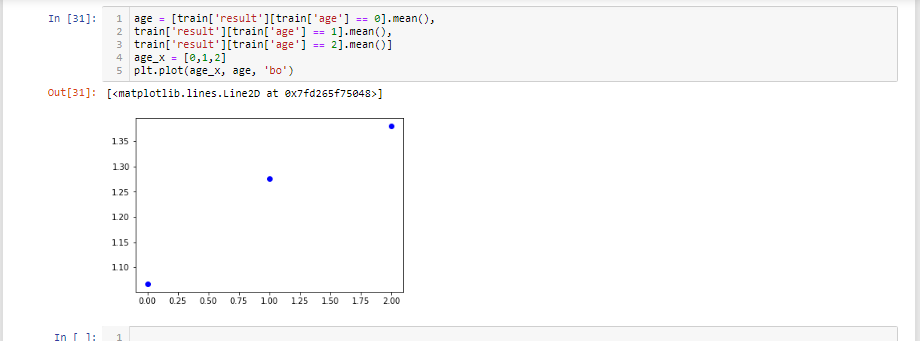 In [31]:
1 age = [train['result'][train['age'] == 0].mean(),
2 train['result'][train['age'] == 1].mean(),
3 train['result'][train['age'] == 2].mean()]
4 age_x = [0,1,2]
5 plt.plot(age_x, age, 'bo')
Out[31]: [<matplotlib.lines.Line2D at 0x7fd265f75048>]
1.35
1.30
1.25
1.20
1.15
1.10
0.00 0.25 0.50 0.75 1.00 1.25 1.50 1.75 2.00
In [ ]: 1